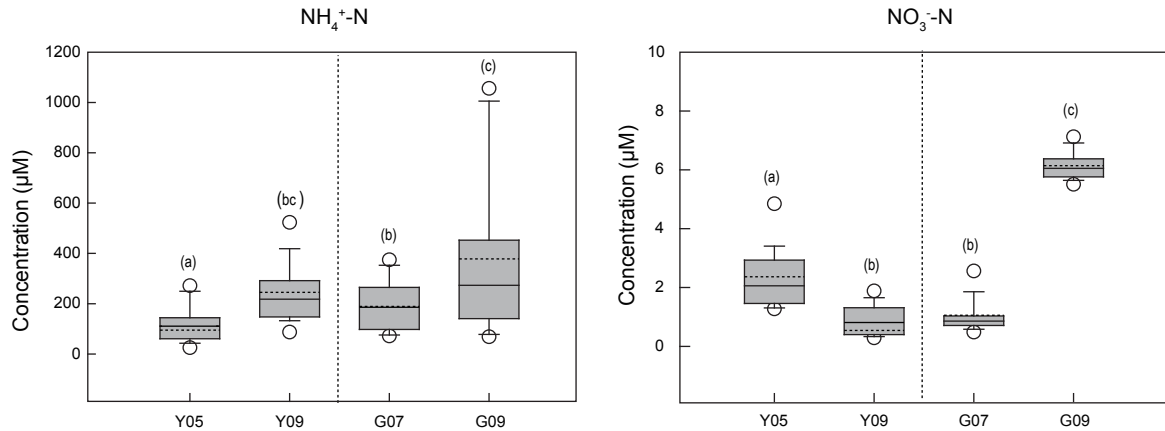 NH₄⁺-N
Concentration (μM)
1200
1000
800
600
400
200
0
(a)
(bc)
(b)
(c)
Y05 Y09 G07 G09
NO₃⁻-N
Concentration (μM)
10
8
6
4
2
0
(a)
(b)
(b)
(c)
Y05 Y09 G07 G09